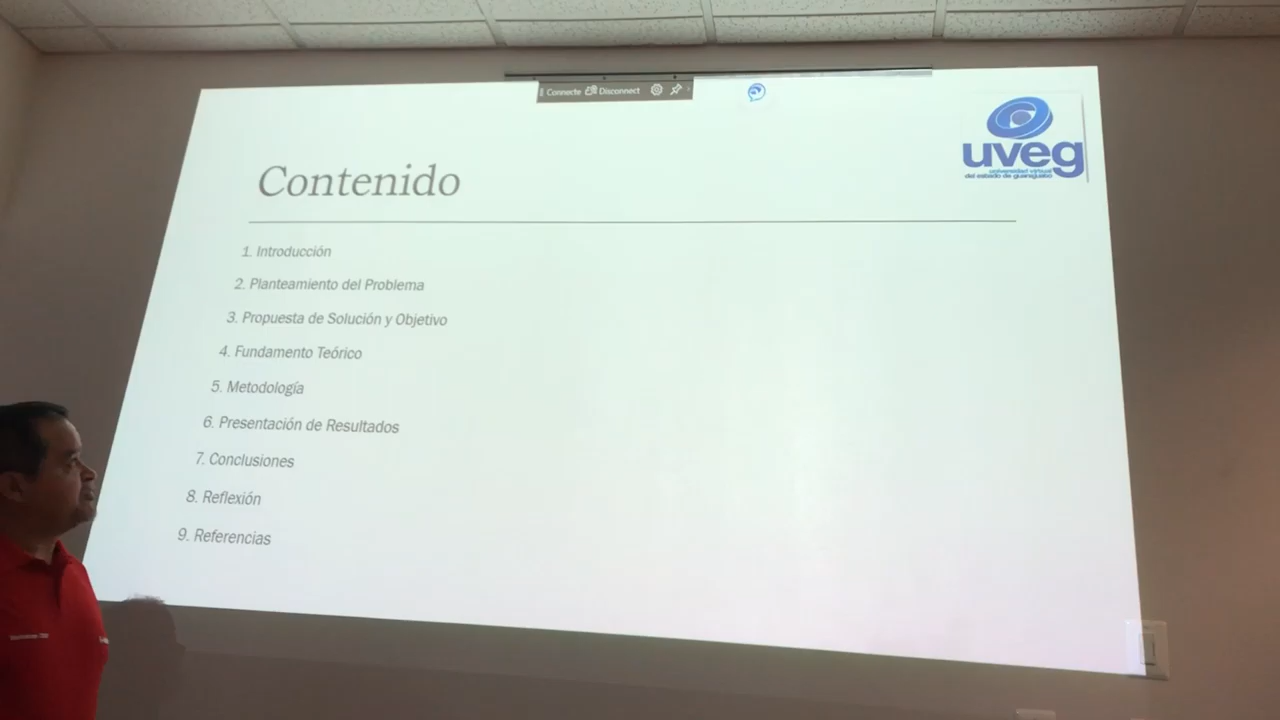 Connecte Disconnect
uveg
universidad virtual
del estado de guanajuato
Contenido
1. Introducción
2. Planteamiento del Problema
3. Propuesta de Solución y Objetivo
4. Fundamento Teórico
5. Metodología
6. Presentación de Resultados
7. Conclusiones
8. Reflexión
9. Referencias